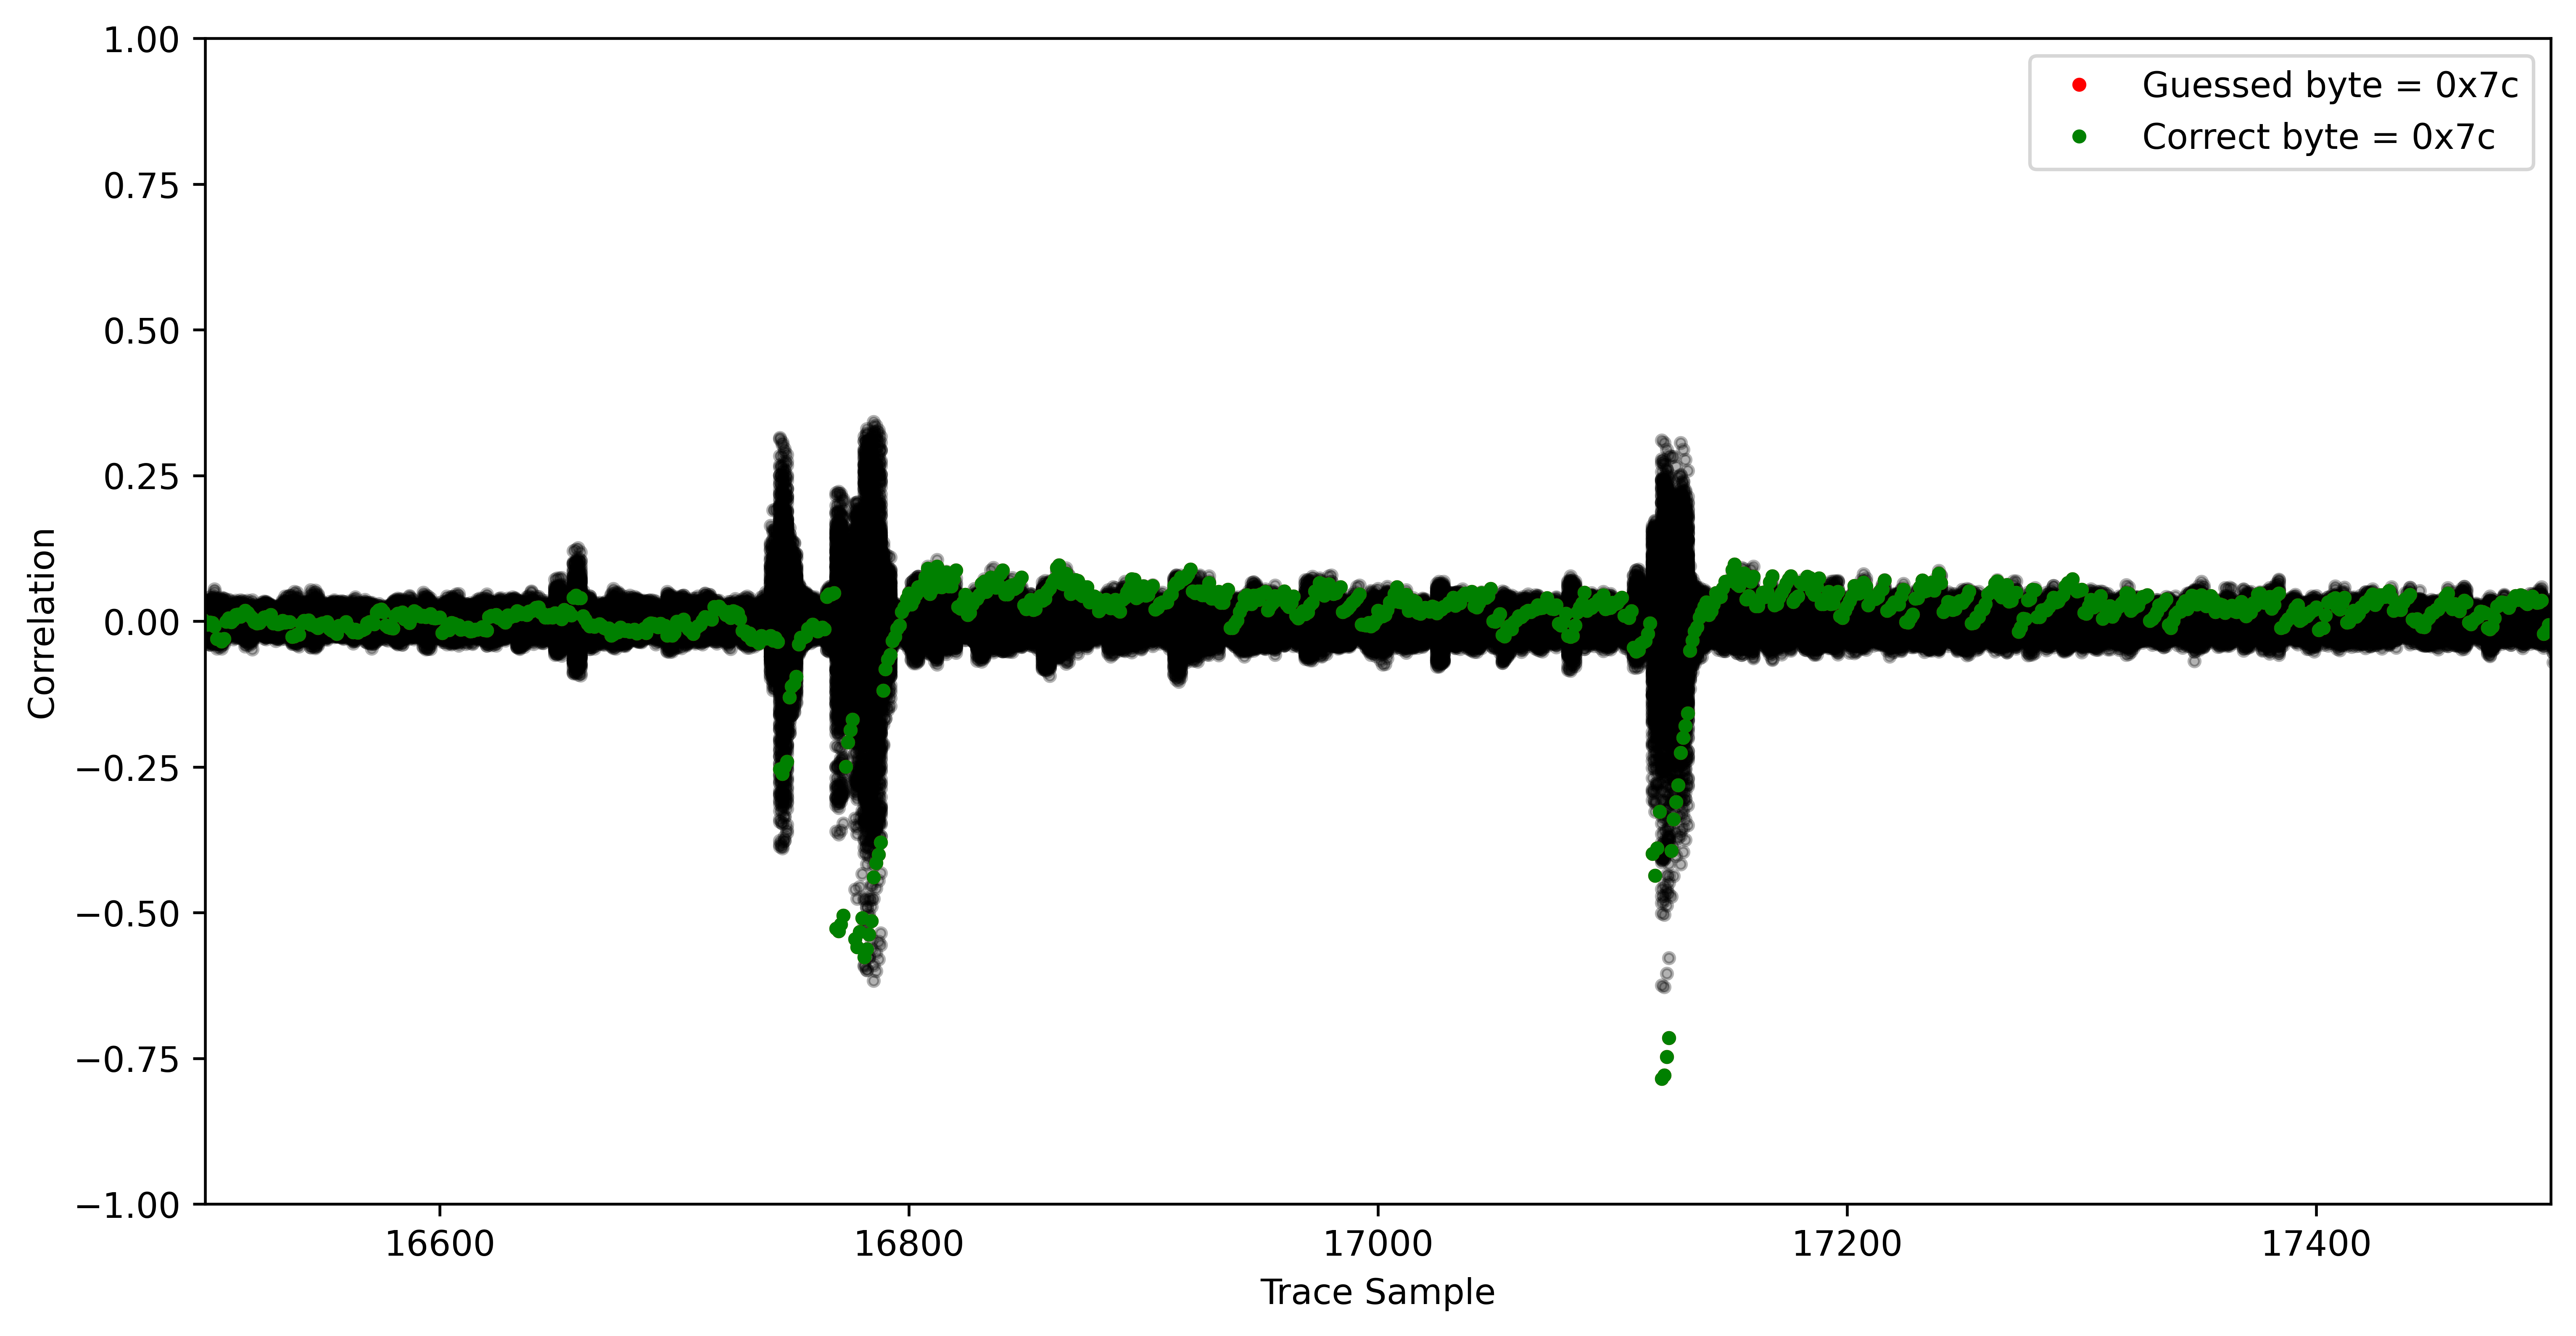 Guessed byte = 0x7c
Correct byte = 0x7c
1.00
0.75
0.50
0.25
0.00
−0.25
−0.50
−0.75
−1.00
Correlation
16600 16800 17000 17200 17400
Trace Sample